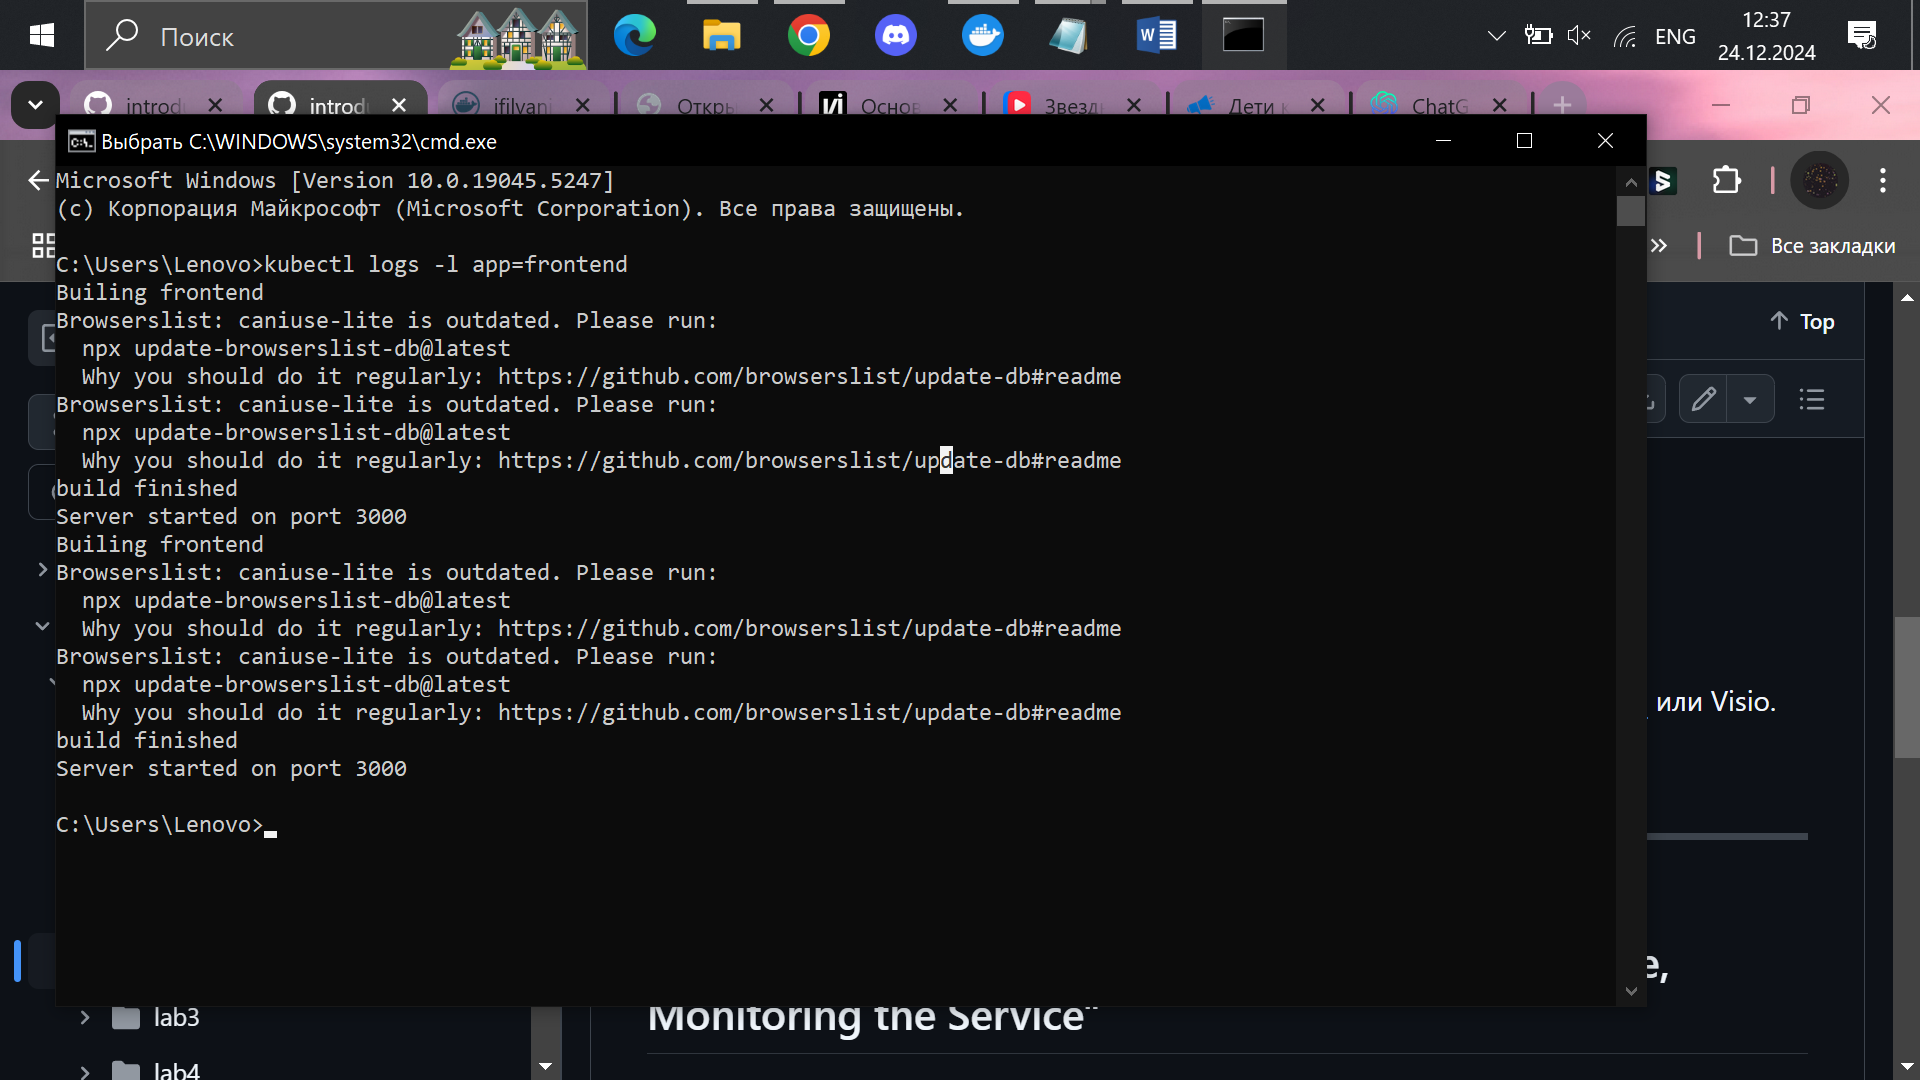 Поиск
ENG
12:37
24.12.2024
introdu
introdu
ifilyani
Откры
Основ
Звезд
Дети к
ChatG
Выбрать C:\WINDOWS\system32\cmd.exe
Microsoft Windows [Version 10.0.19045.5247]
(c) Корпорация Майкрософт (Microsoft Corporation). Все права защищены.
C:\Users\Lenovo>kubectl logs -l app=frontend
Builing frontend
Browserslist: caniuse-lite is outdated. Please run:
npx update-browserslist-db@latest
Why you should do it regularly: https://github.com/browserslist/update-db#readme
Browserslist: caniuse-lite is outdated. Please run:
npx update-browserslist-db@latest
Why you should do it regularly: https://github.com/browserslist/update-db#readme
build finished
Server started on port 3000
Builing frontend
Browserslist: caniuse-lite is outdated. Please run:
npx update-browserslist-db@latest
Why you should do it regularly: https://github.com/browserslist/update-db#readme
Browserslist: caniuse-lite is outdated. Please run:
npx update-browserslist-db@latest
Why you should do it regularly: https://github.com/browserslist/update-db#readme
build finished
Server started on port 3000
C:\Users\Lenovo>
Все закладки
Top
или Visio.
e,
Monitoring the Service"
lab3
lab4